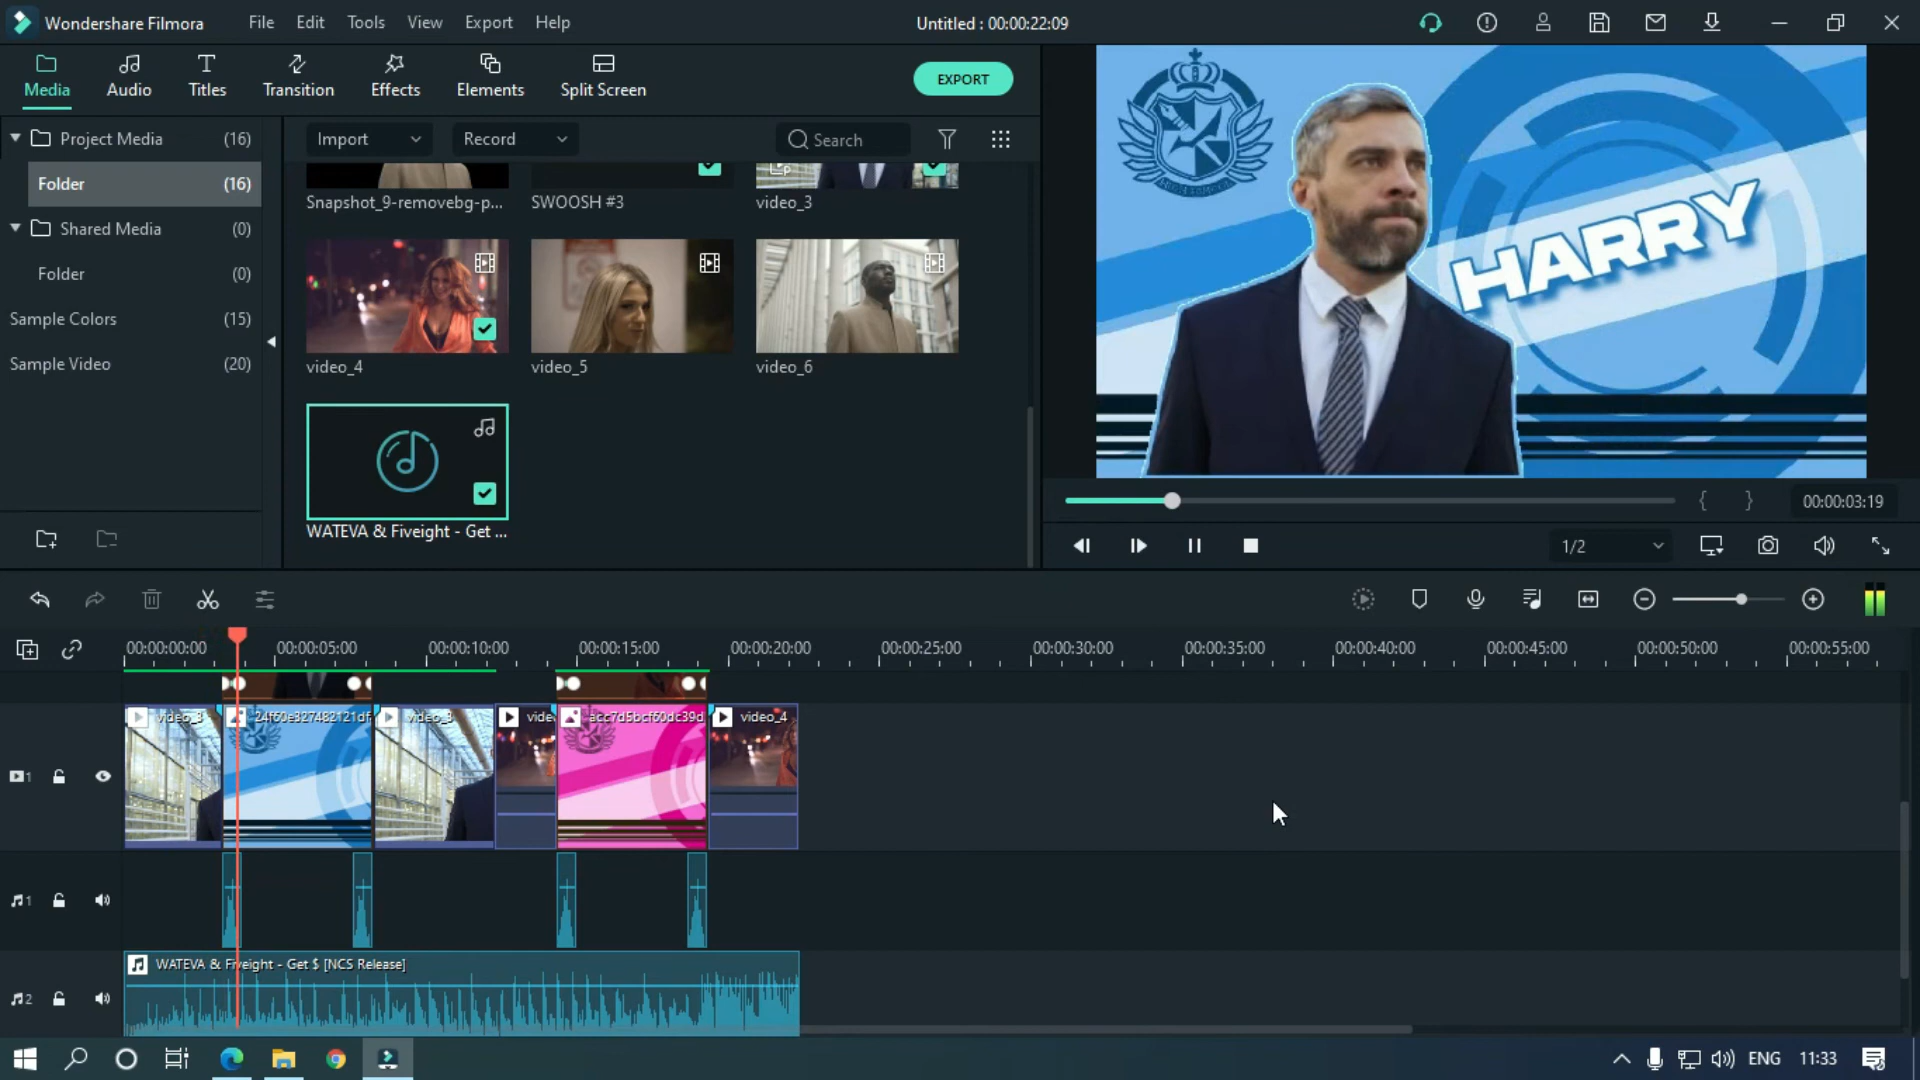 Wondershare Filmora
File Edit Tools View Export Help
Untitled : 00:00:22:09
Media Audio Titles Transition Effects Elements Split Screen
EXPORT
Project Media (16)
Folder (16)
Shared Media (0)
Folder (0)
Sample Colors (15)
Sample Video (20)
Import Record Search
Snapshot_9-removebg-p... SWOOSH #3 video_3
video_4 video_5 video_6
WATEVA & Fiveight - Get ...
HARRY
{ } 00:00:03:19
1/2
00:00:00:00 00:00:05:00 00:00:10:00 00:00:15:00 00:00:20:00 00:00:25:00 00:00:30:00 00:00:35:00 00:00:40:00 00:00:45:00 00:00:50:00 00:00:55:00
video_3 24f60e327482121df video_3 vide acc7d5bcf60dc39d video_4
1
1
WATEVA & Fiveight - Get $ [NCS Release]
2
ENG 11:33